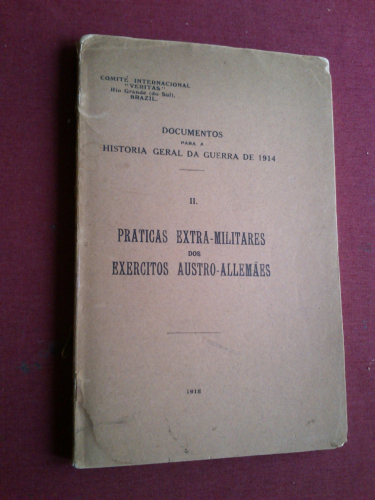 COMITÉ INTERNACIONAL
"VERITAS"
Rio Grande (do Sul).
BRAZIL.
DOCUMENTOS
PARA A
HISTORIA GERAL DA GUERRA DE 1914
II.
PRATICAS EXTRA-MILITARES
DOS
EXERCITOS AUSTRO-ALLEMÃES